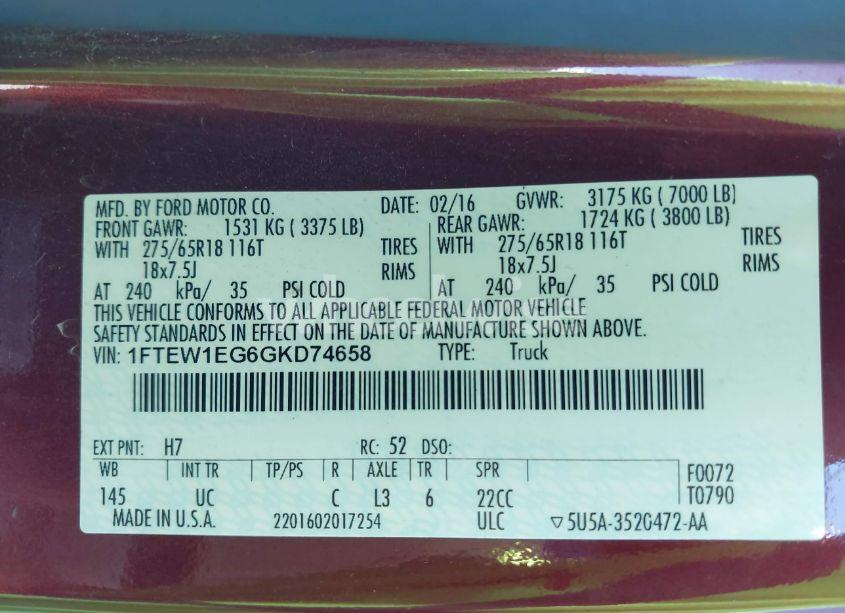 MFD. BY FORD MOTOR CO. DATE: 02/16 GVWR: 3175 KG ( 7000 LB)
FRONT GAWR: 1531 KG ( 3375 LB) REAR GAWR: 1724 KG ( 3800 LB)
WITH 275/65R18 116T TIRES WITH 275/65R18 116T TIRES
18x7.5J RIMS 18x7.5J RIMS
AT 240 kPa/ 35 PSI COLD AT 240 kPa/ 35 PSI COLD
THIS VEHICLE CONFORMS TO ALL APPLICABLE FEDERAL MOTOR VEHICLE
SAFETY STANDARDS IN EFFECT ON THE DATE OF MANUFACTURE SHOWN ABOVE.
VIN: 1FTEW1EG6GKD74658 TYPE: Truck
EXT PNT: H7 RC: 52 DSO:
WB INT TR TP/PS R AXLE TR SPR F0072
145 UC C L3 6 22CC T0790
MADE IN U.S.A. 2201602017254 ULC ▽5U5A-3520472-AA